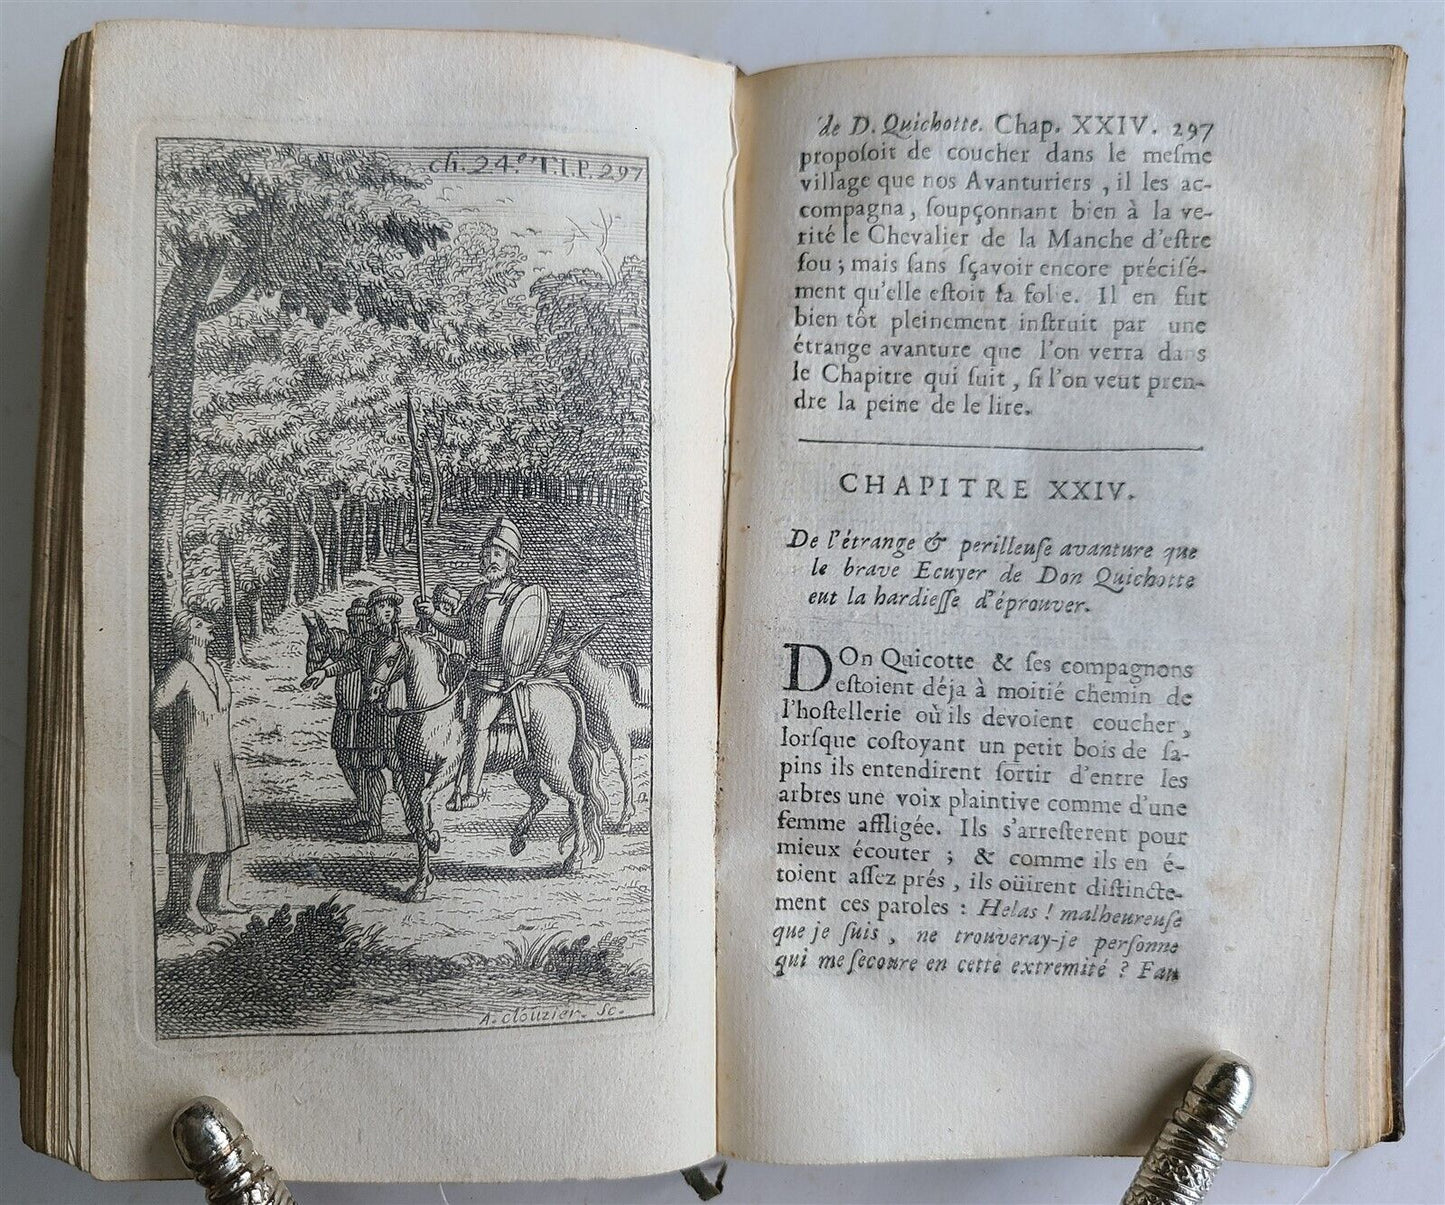 ch. 24.e T.I.P. 297
A. clouzier. Sc.
de D. Quichotte. Chap. XXIV. 297
propoſoit de coucher dans le meſme
village que nos Avanturiers , il les ac-
compagna, ſoupçonnant bien à la ve-
rité le Chevalier de la Manche d'eſtre
fou ; mais ſans ſçavoir encore préciſé-
ment qu'elle eſtoit ſa folie. Il en fut
bien tôt pleinement inſtruit par une
étrange avanture que l'on verra dans
le Chapitre qui ſuit , ſi l'on veut pren-
dre la peine de le lire.
CHAPITRE XXIV.
De l'étrange & perilleuſe avanture que
le brave Ecuyer de Don Quichotte
eut la hardieſſe d'éprouver.
DOn Quicotte & ſes compagnons
eſtoient déja à moitié chemin de
l'hoſtellerie où ils devoient coucher ,
lorſque coſtoyant un petit bois de ſa-
pins ils entendirent ſortir d'entre les
arbres une voix plaintive comme d'une
femme affligée. Ils s'arreſterent pour
mieux écouter ; & comme ils en é-
toient aſſez prés , ils oüirent diſtincte-
ment ces paroles : Helas ! malheureuſe
que je ſuis , ne trouveray-je perſonne
qui me ſecoure en cette extremité ? Fau